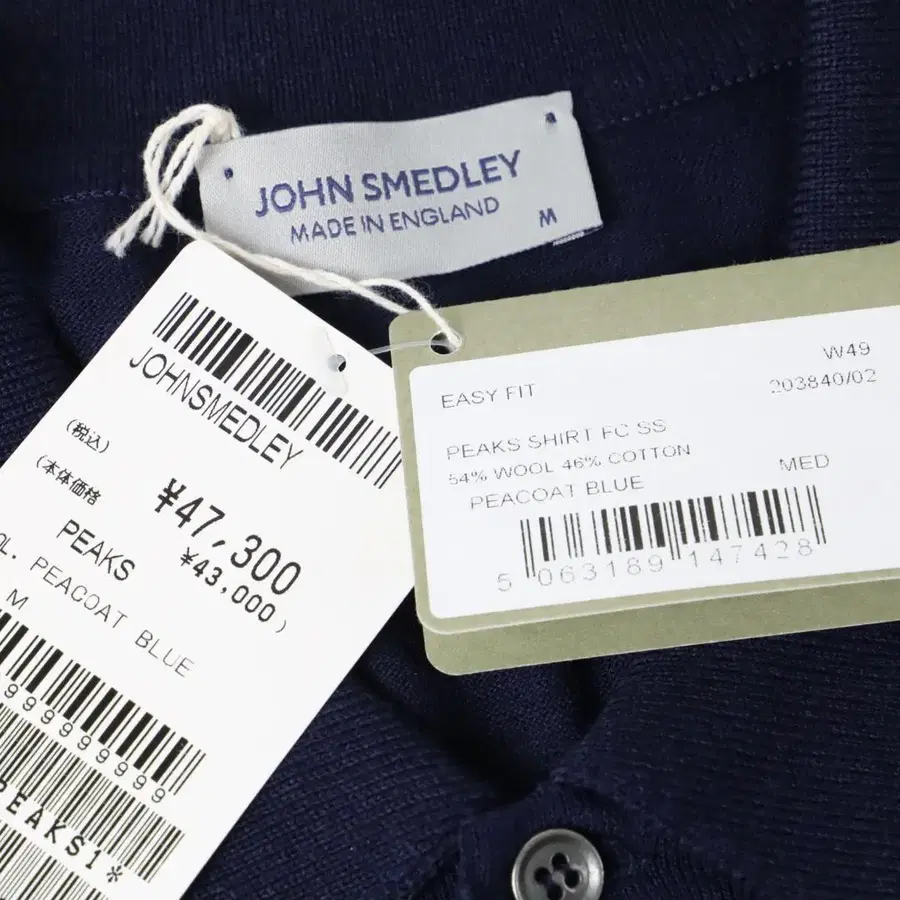 JOHN SMEDLEY
MADE IN ENGLAND
M
JOHNSMEDLEY
(税込)
¥47,300
(本体価格
¥43,000)
PEAKS
OL. PEACOAT BLUE
M
9999999999
PEAKS1*
W49
EASY FIT
203840/02
PEAKS SHIRT FC SS
54% WOOL 46% COTTON
MED
PEACOAT BLUE
5 063189 147428